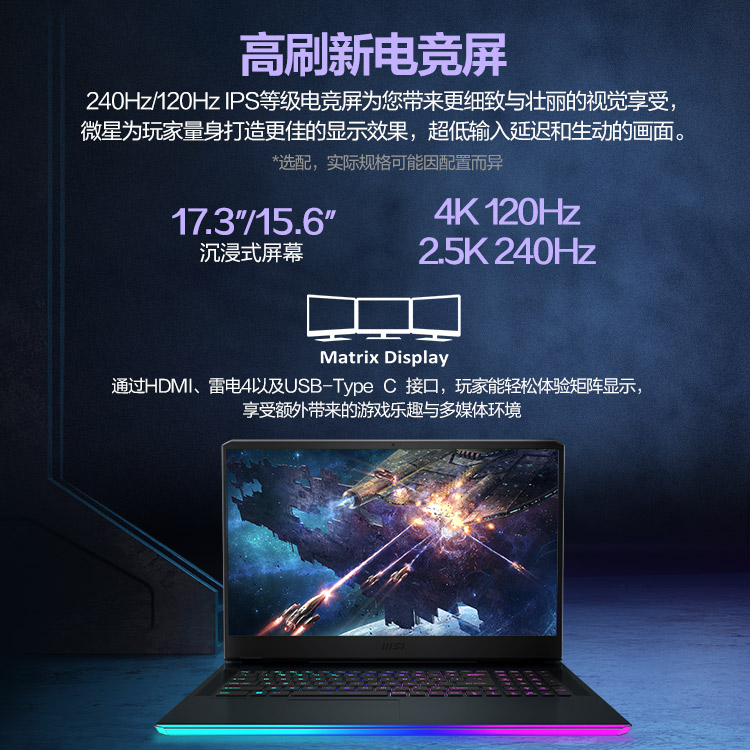 高刷新电竞屏
240Hz/120Hz IPS等级电竞屏为您带来更细致与壮丽的视觉享受，
微星为玩家量身打造更佳的显示效果，超低输入延迟和生动的画面。
*选配，实际规格可能因配置而异
17.3″/15.6″
沉浸式屏幕
4K 120Hz
2.5K 240Hz
Matrix Display
通过HDMI、雷电4以及USB-Type C 接口，玩家能轻松体验矩阵显示，
享受额外带来的游戏乐趣与多媒体环境
msi